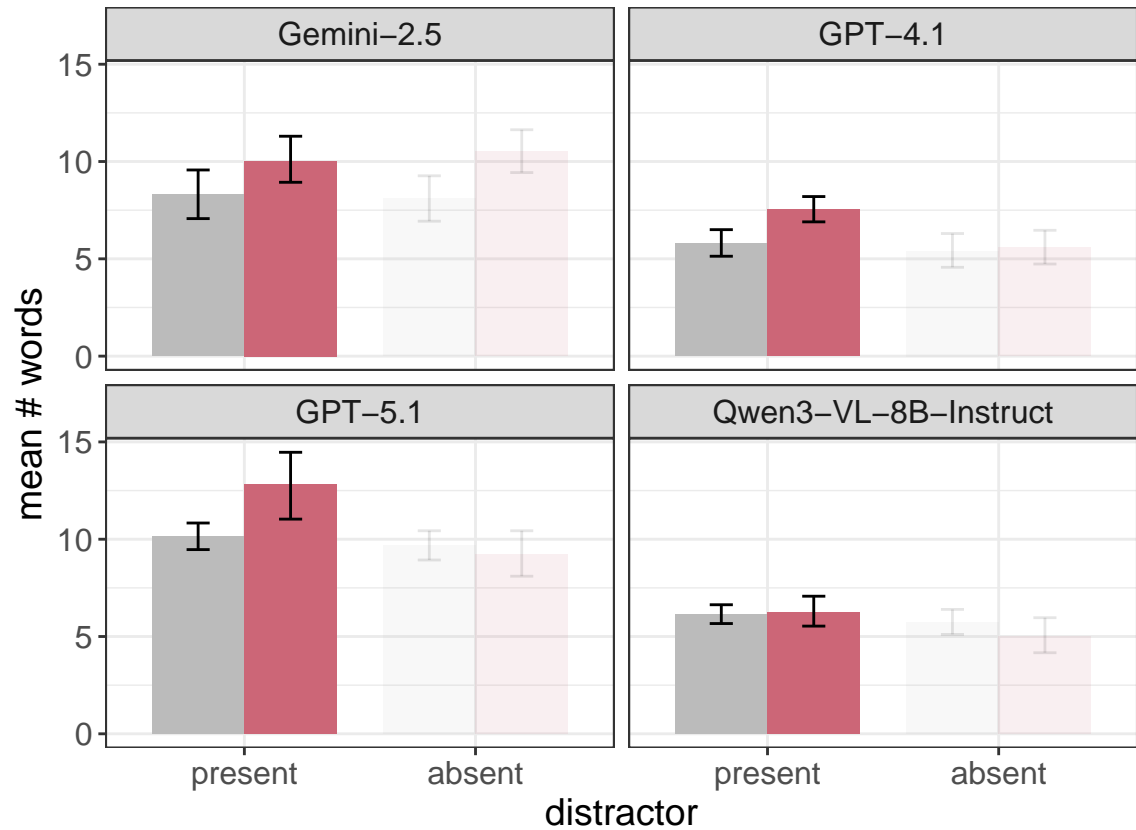 Gemini−2.5
GPT−4.1
15
10
5
0
GPT−5.1
Qwen3−VL−8B−Instruct
15
10
5
0
present
absent
present
absent
distractor
mean # words